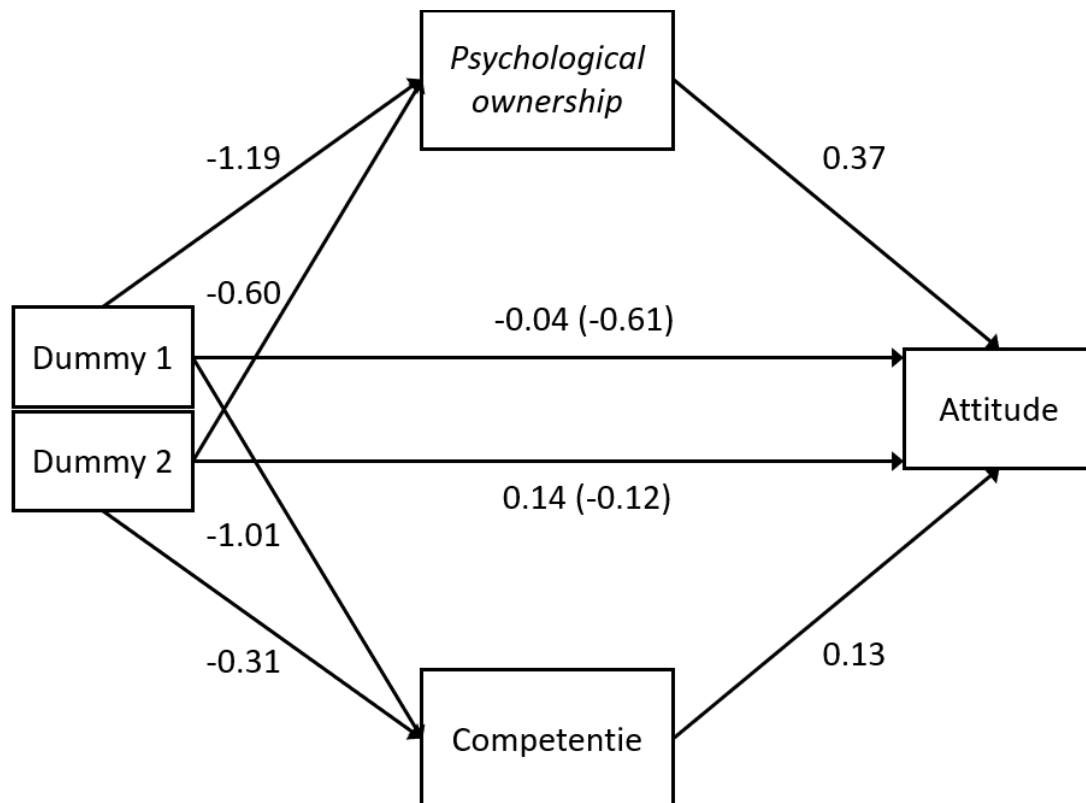 Psychological
ownership
-1.19
0.37
-0.60
-0.04 (-0.61)
Dummy 1
Attitude
Dummy 2
0.14 (-0.12)
-1.01
-0.31
0.13
Competentie